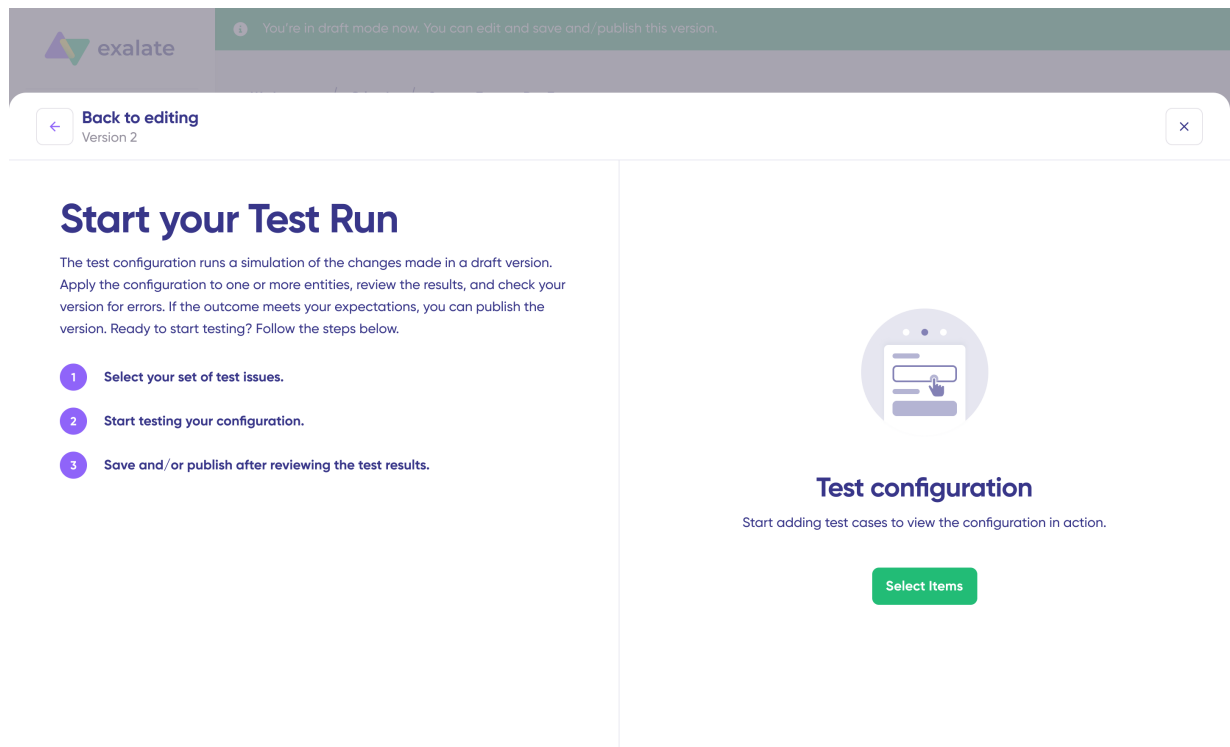 exalate
You're in draft mode now. You can edit and save and/publish this version.
Back to editing
Version 2
Start your Test Run
The test configuration runs a simulation of the changes made in a draft version.
Apply the configuration to one or more entities, review the results, and check your
version for errors. If the outcome meets your expectations, you can publish the
version. Ready to start testing? Follow the steps below.
1 Select your set of test issues.
2 Start testing your configuration.
3 Save and/or publish after reviewing the test results.
Test configuration
Start adding test cases to view the configuration in action.
Select Items